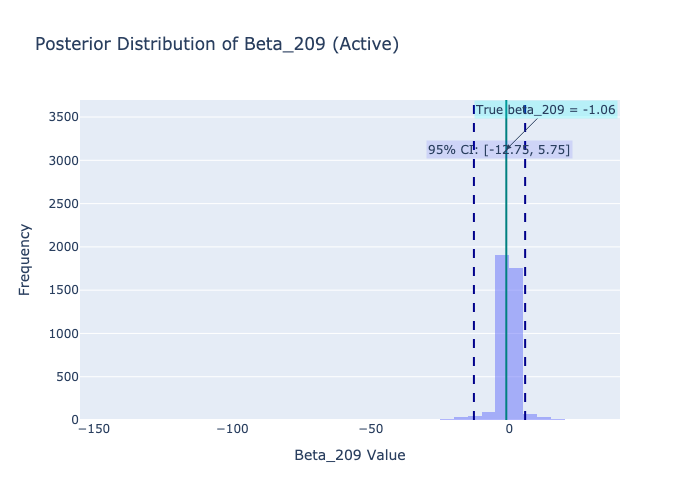 Posterior Distribution of Beta_209 (Active)
True beta_209 = -1.06
95% CI: [-12.75, 5.75]
3500
3000
2500
2000
1500
1000
500
0
Frequency
−150
−100
−50
0
Beta_209 Value